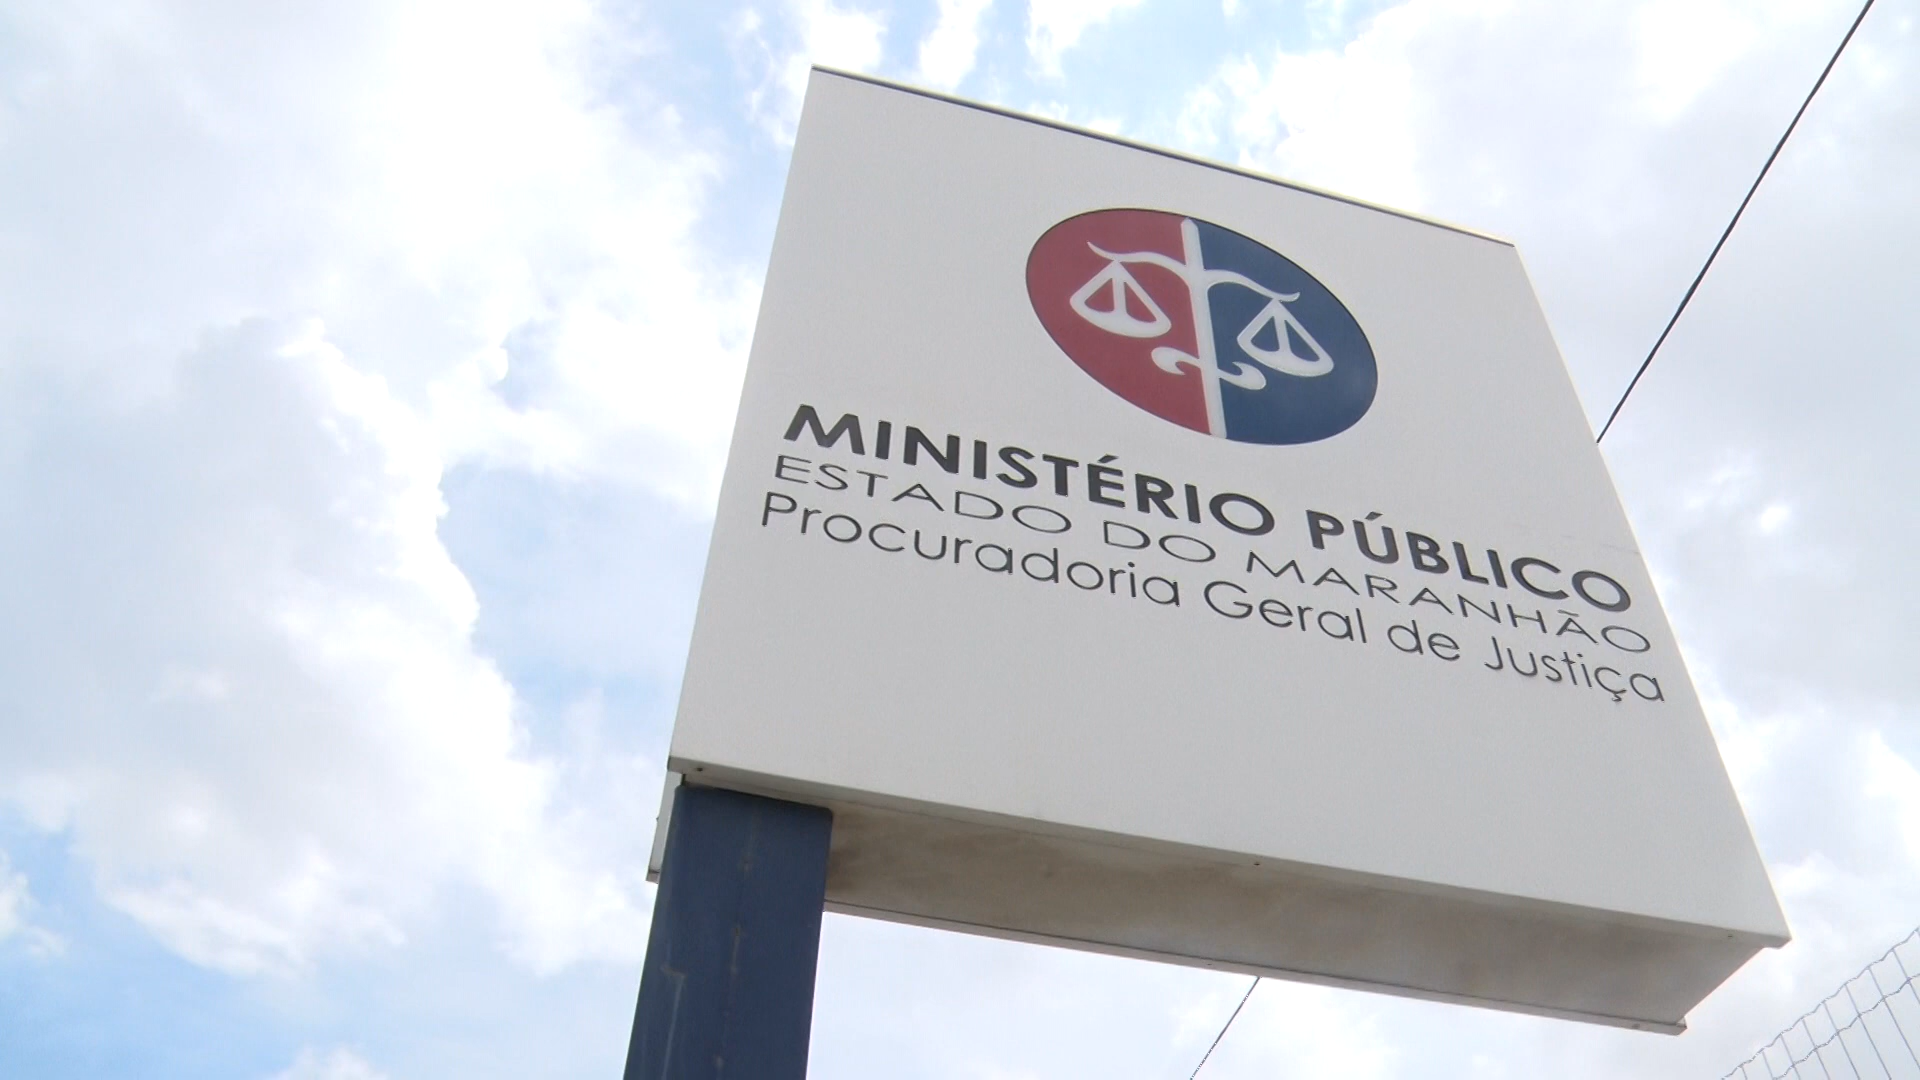 MINISTÉRIO PÚBLICO
ESTADO DO MARANHÃO
Procuradoria Geral de Justiça